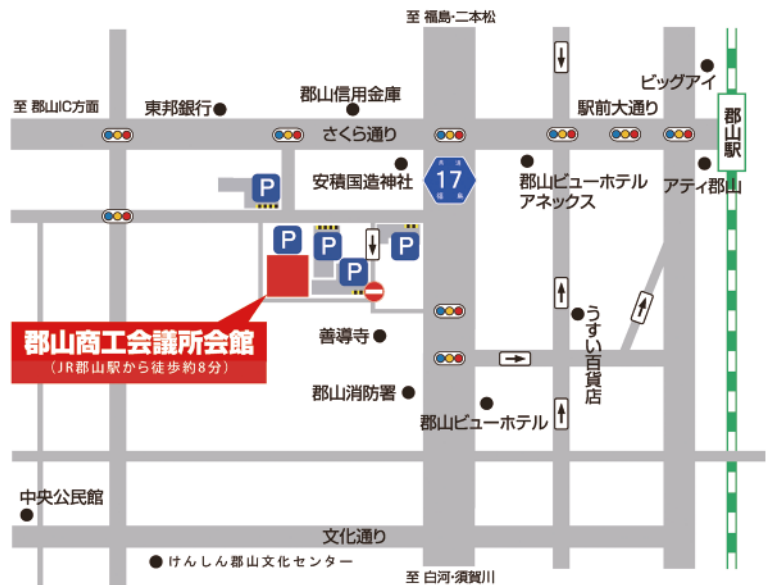 至 福島・二本松
ビッグアイ
至 郡山IC方面
東邦銀行
郡山信用金庫
駅前大通り
さくら通り
郡山駅
安積国造神社
17
郡山ビューホテル
アネックス
アティ郡山
P
P
P
P
P
うすい百貨店
郡山商工会議所会館
（JR郡山駅から徒歩約8分）
善導寺
郡山消防署
郡山ビューホテル
中央公民館
文化通り
けんしん郡山文化センター
至 白河・須賀川